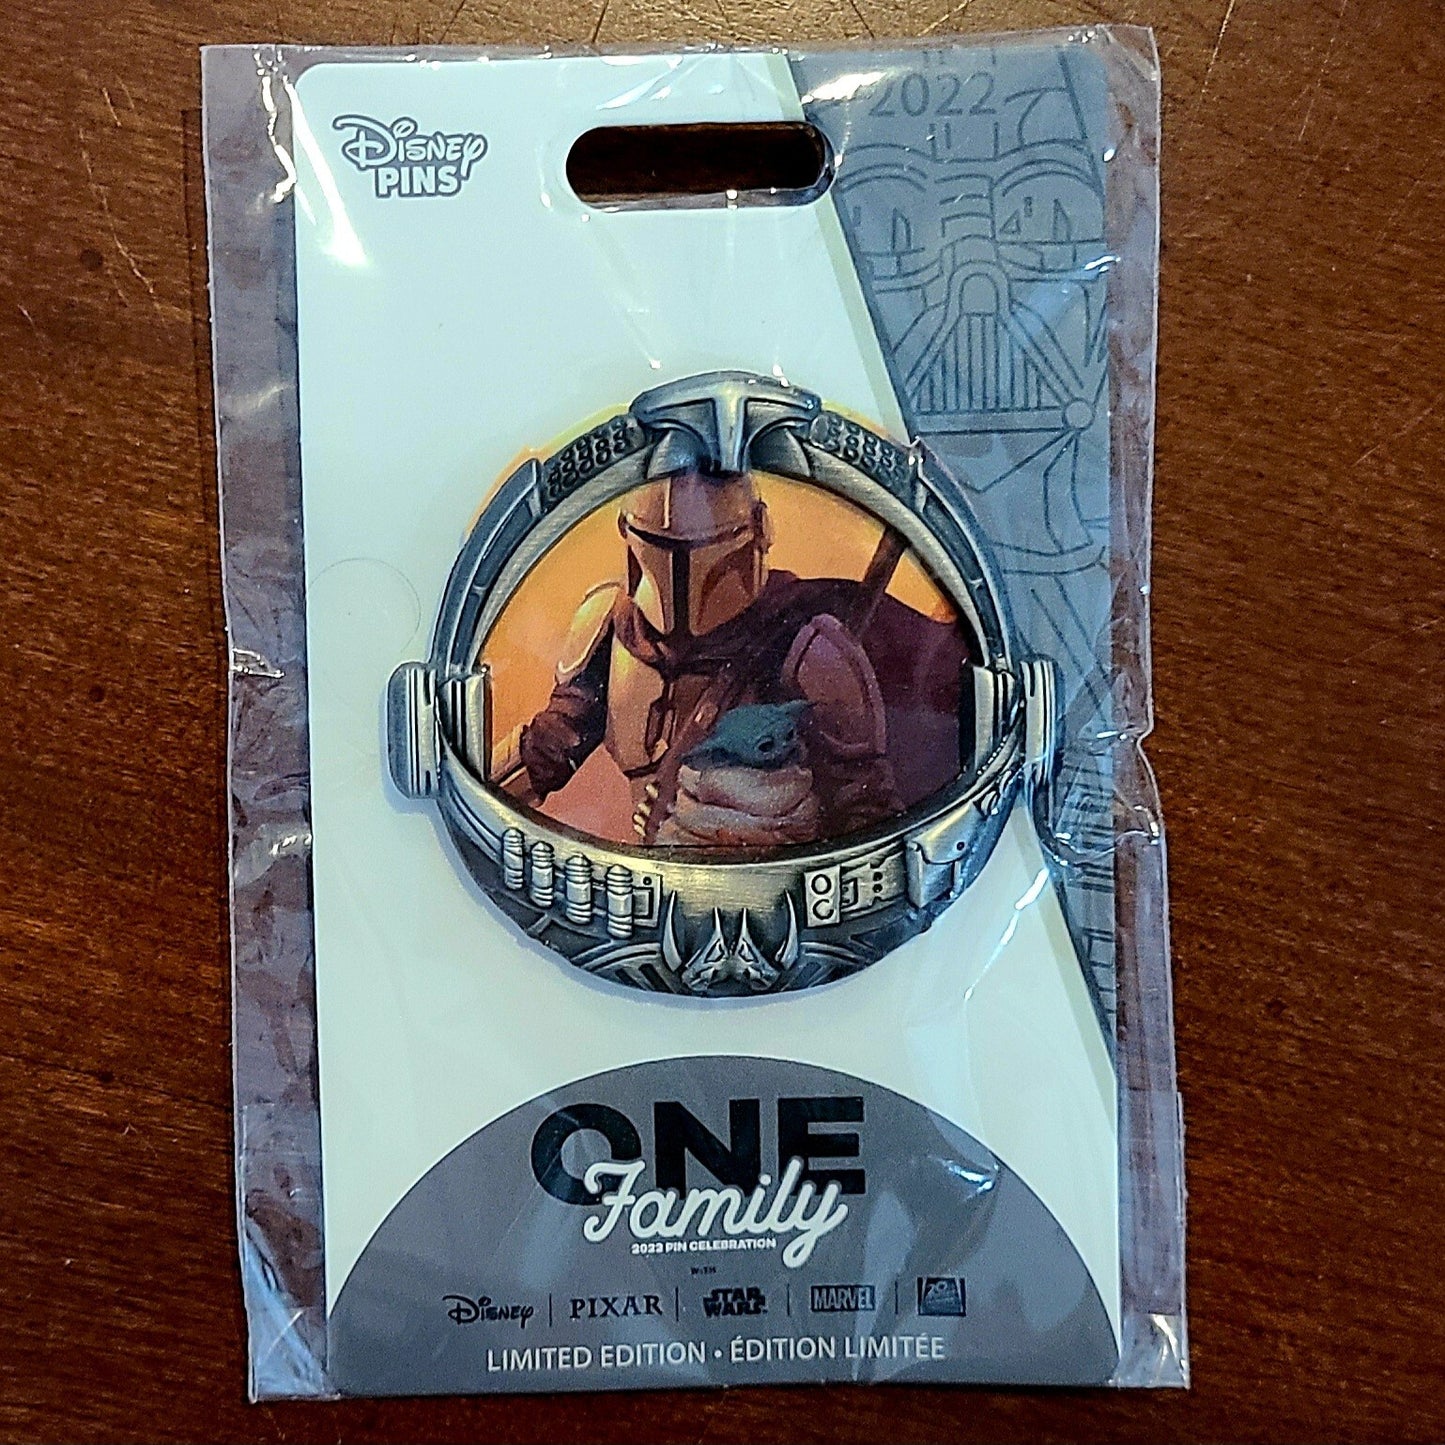 DISNEY
PINS
2022
ONE
Family
2022 PIN CELEBRATION
WITH
DISNEY | PIXAR | STAR WARS | MARVEL |
LIMITED EDITION • ÉDITION LIMITÉE